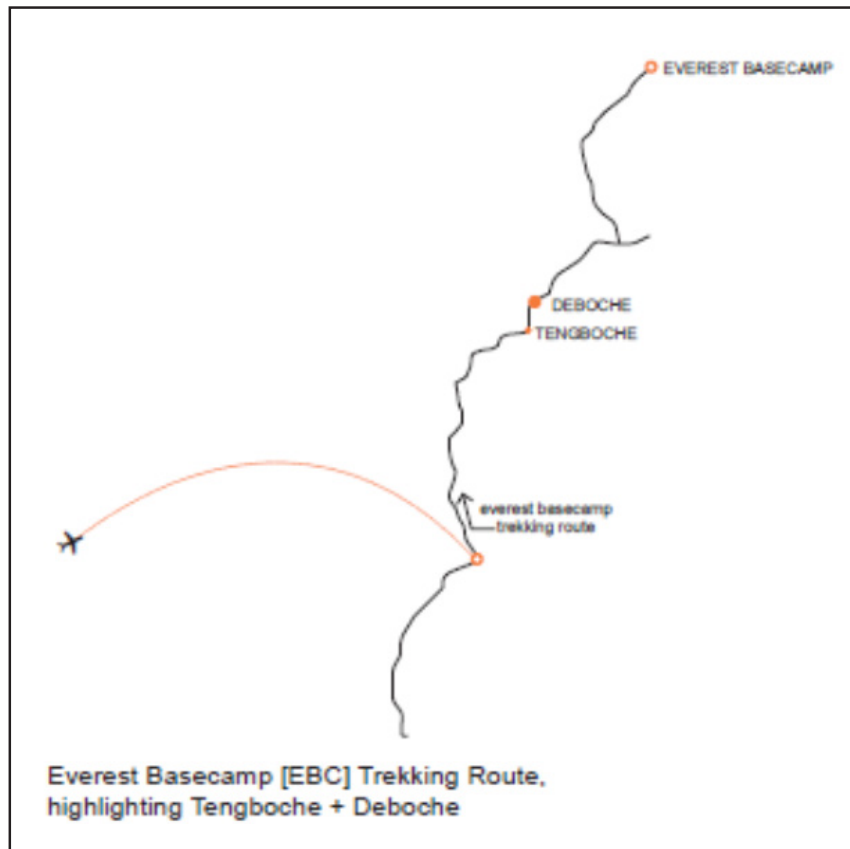 EVEREST BASECAMP
DEBOCHE
TENGBOCHE
everest basecamp
trekking route
Everest Basecamp [EBC] Trekking Route,
highlighting Tengboche + Deboche